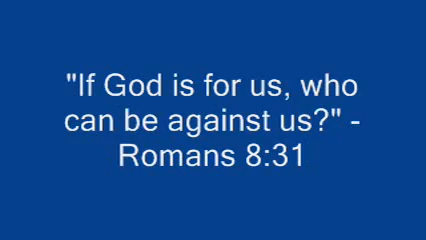 "If God is for us, who
can be against us?" -
Romans 8:31